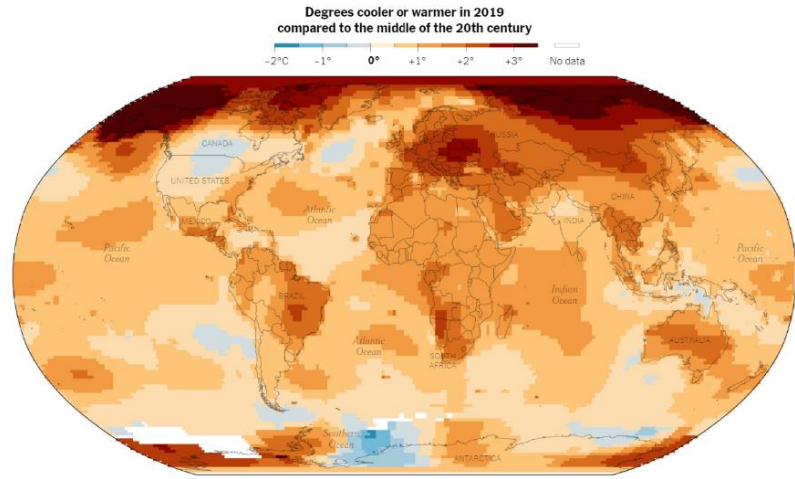 Degrees cooler or warmer in 2019
compared to the middle of the 20th century
−2°C −1° 0° +1° +2° +3° No data
CANADA
RUSSIA
UNITED STATES
CHINA
Atlantic
Ocean
MEXICO
INDIA
Pacific
Ocean
Pacific
Ocean
BRAZIL
Indian
Ocean
Atlantic
Ocean
AUSTRALIA
SOUTH
AFRICA
Southern
Ocean
ANTARCTICA